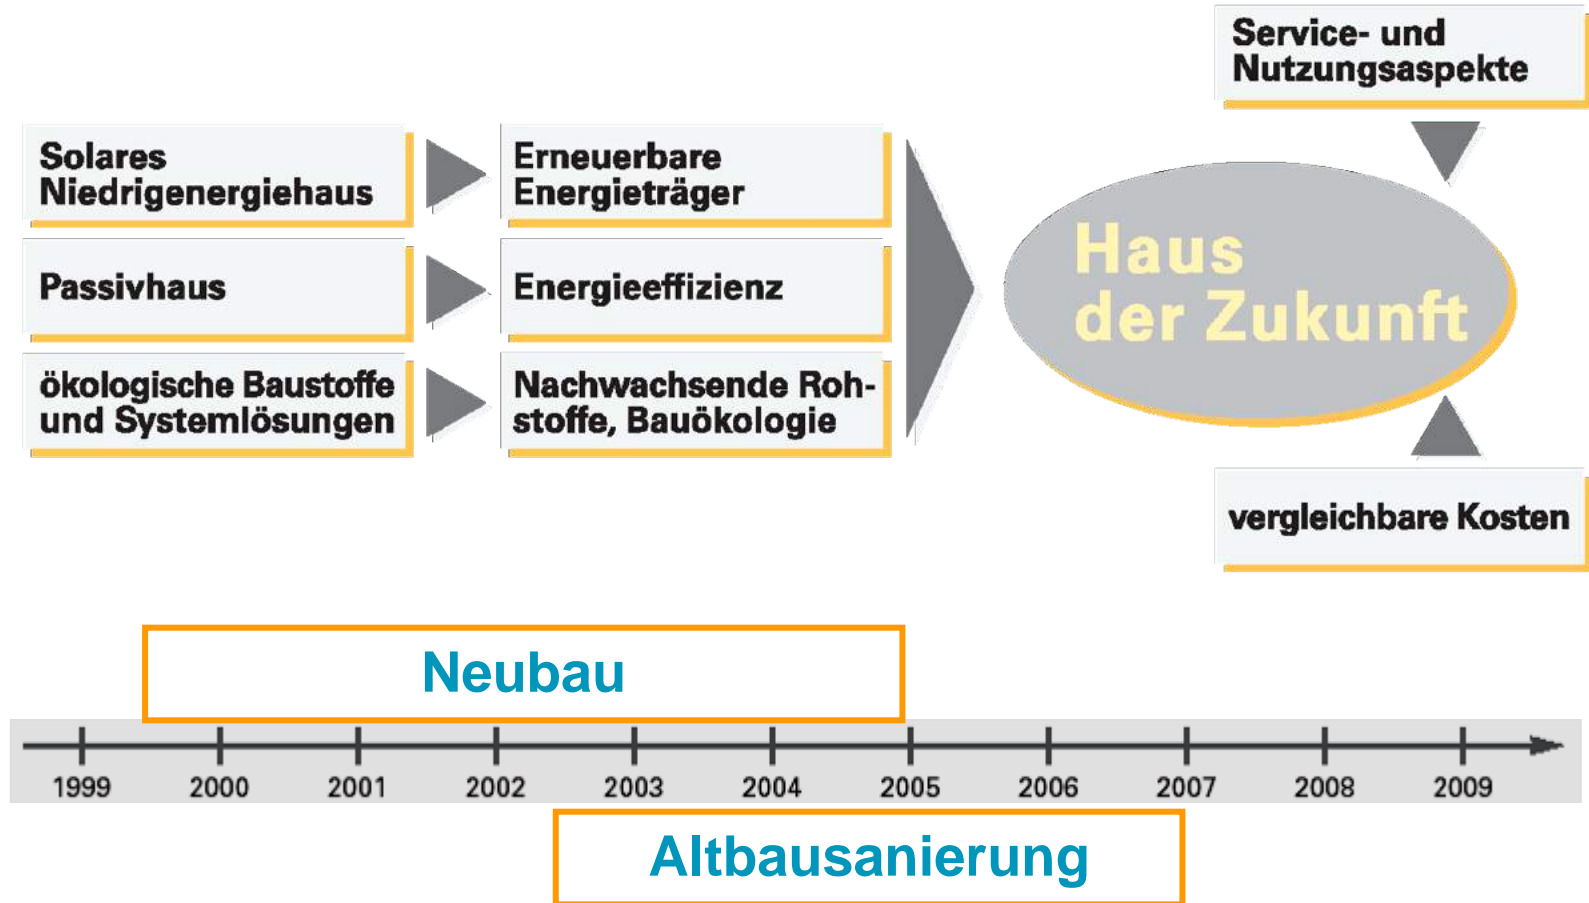 Service- und
Nutzungsaspekte
Solares
Niedrigenergiehaus
Erneuerbare
Energieträger
Passivhaus
Energieeffizienz
ökologische Baustoffe
und Systemlösungen
Nachwachsende Roh-
stoffe, Bauökologie
Haus
der Zukunft
vergleichbare Kosten
Neubau
1999 2000 2001 2002 2003 2004 2005 2006 2007 2008 2009
Altbausanierung